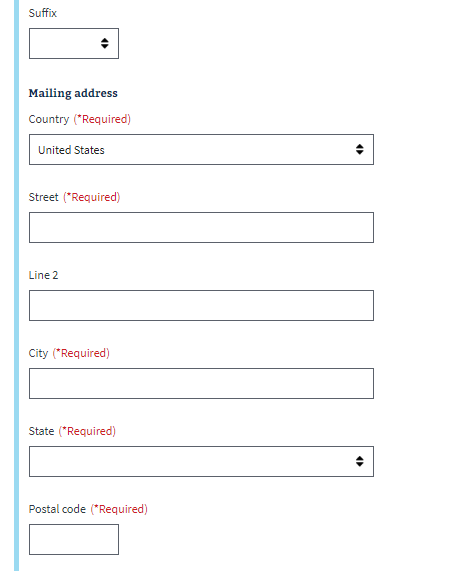 Suffix
Mailing address
Country (*Required)
United States
Street (*Required)
Line 2
City (*Required)
State (*Required)
Postal code (*Required)